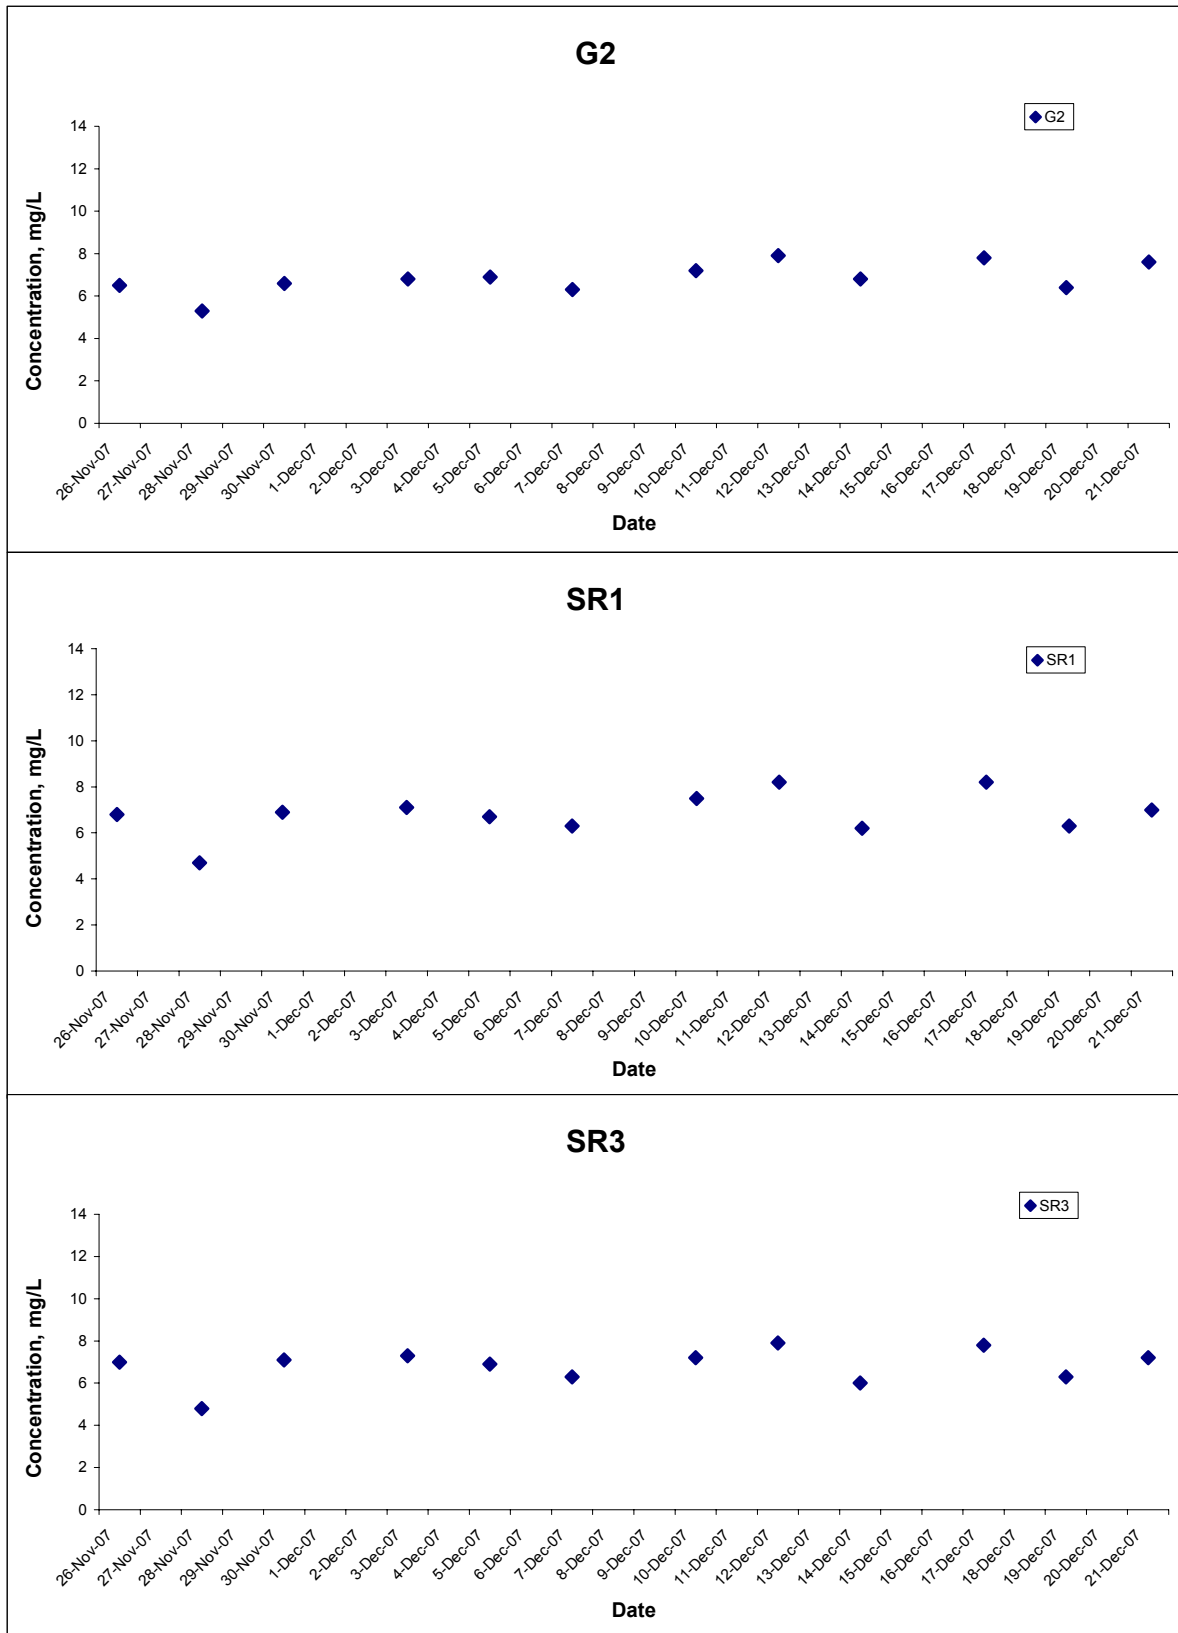 G2
G2
14
12
10
8
6
4
2
0
Concentration, mg/L
26-Nov-07
27-Nov-07
28-Nov-07
29-Nov-07
30-Nov-07
1-Dec-07
2-Dec-07
3-Dec-07
4-Dec-07
5-Dec-07
6-Dec-07
7-Dec-07
8-Dec-07
9-Dec-07
10-Dec-07
11-Dec-07
12-Dec-07
13-Dec-07
14-Dec-07
15-Dec-07
16-Dec-07
17-Dec-07
18-Dec-07
19-Dec-07
20-Dec-07
21-Dec-07
Date
SR1
SR1
14
12
10
8
6
4
2
0
Concentration, mg/L
26-Nov-07
27-Nov-07
28-Nov-07
29-Nov-07
30-Nov-07
1-Dec-07
2-Dec-07
3-Dec-07
4-Dec-07
5-Dec-07
6-Dec-07
7-Dec-07
8-Dec-07
9-Dec-07
10-Dec-07
11-Dec-07
12-Dec-07
13-Dec-07
14-Dec-07
15-Dec-07
16-Dec-07
17-Dec-07
18-Dec-07
19-Dec-07
20-Dec-07
21-Dec-07
Date
SR3
SR3
14
12
10
8
6
4
2
0
Concentration, mg/L
26-Nov-07
27-Nov-07
28-Nov-07
29-Nov-07
30-Nov-07
1-Dec-07
2-Dec-07
3-Dec-07
4-Dec-07
5-Dec-07
6-Dec-07
7-Dec-07
8-Dec-07
9-Dec-07
10-Dec-07
11-Dec-07
12-Dec-07
13-Dec-07
14-Dec-07
15-Dec-07
16-Dec-07
17-Dec-07
18-Dec-07
19-Dec-07
20-Dec-07
21-Dec-07
Date